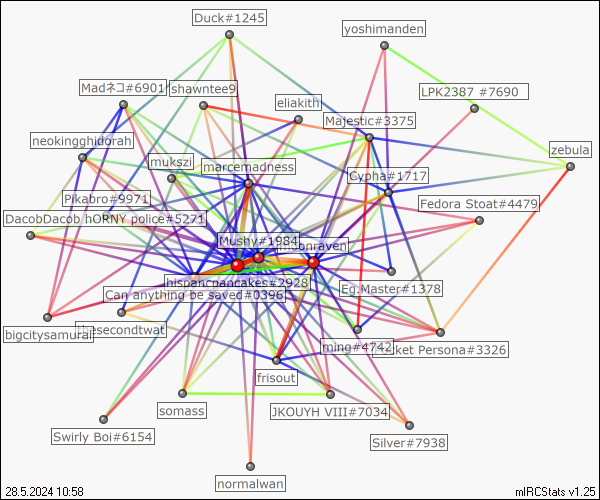 Duck#1245
yoshimanden
Madネコ#6901
shawntee9
LPK2387 #7690
eliakith
Majestic#3375
neokingghidorah
mukszi
marcemadness
zebula
Cypha#1717
Pikabro#9971
Fedora Stoat#4479
DacobDacob
hORNY police#5271
Mushy#1984
moonraven
hispanicpancakes#2928
Eg.Master#1378
Can anything be saved#0396
bigcitysamurai
thesecondtwat
ming#4742
Persona#3326
frisout
somass
JKOUYH VIII#7034
Swirly Boi#6154
Silver#7938
normalwan
28.5.2024 10:58
mIRCStats v1.25